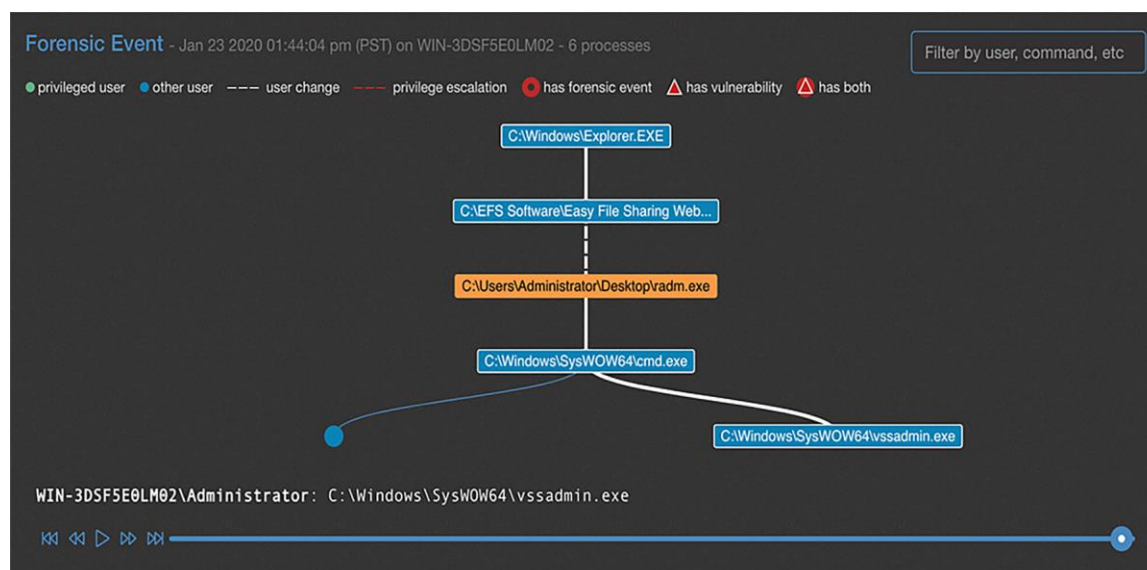 Forensic Event - Jan 23 2020 01:44:04 pm (PST) on WIN-3DSF5E0LM02 - 6 processes
Filter by user, command, etc
privileged user other user user change privilege escalation has forensic event has vulnerability has both
C:\Windows\Explorer.EXE
C:\EFS Software\Easy File Sharing Web...
C:\Users\Administrator\Desktop\radm.exe
C:\Windows\SysWOW64\cmd.exe
C:\Windows\SysWOW64\vssadmin.exe
WIN-3DSF5E0LM02\Administrator: C:\Windows\SysWOW64\vssadmin.exe